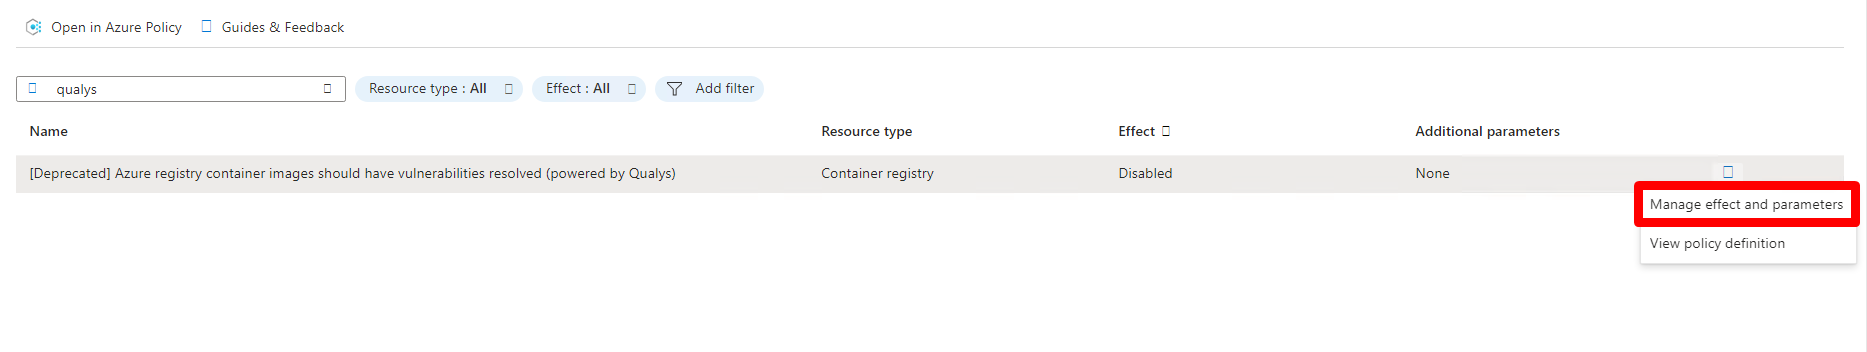 Open in Azure Policy Guides & Feedback
qualys Resource type : All Effect : All Add filter
Name Resource type Effect Additional parameters
[Deprecated] Azure registry container images should have vulnerabilities resolved (powered by Qualys) Container registry Disabled None
Manage effect and parameters
View policy definition